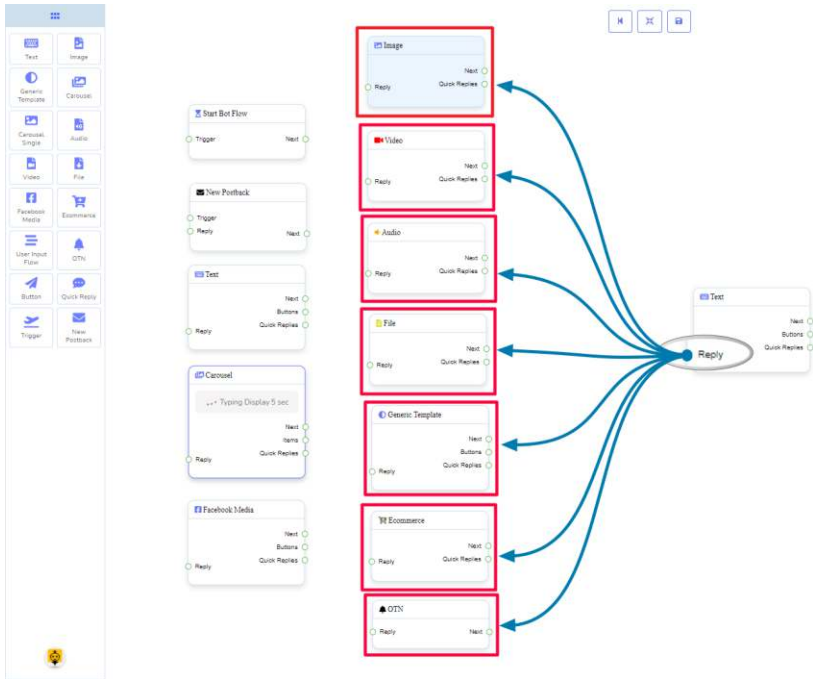 Text
Image
Generic
Template
Carousel
Carousel
Single
Audio
Video
File
Facebook
Media
Ecommerce
User Input
Flow
OTN
Button
Quick Reply
Trigger
New
Postback
Start Bot Flow
Trigger
Next
New Postback
Trigger
Reply
Next
Text
Next
Buttons
Quick Replies
Reply
Carousel
Typing Display 5 sec
Next
Items
Quick Replies
Reply
Facebook Media
Next
Buttons
Quick Replies
Reply
Image
Next
Quick Replies
Reply
Video
Next
Quick Replies
Reply
Audio
Next
Quick Replies
Reply
File
Next
Quick Replies
Reply
Generic Template
Next
Buttons
Quick Replies
Reply
Ecommerce
Next
Quick Replies
Reply
OTN
Reply
Next
Text
Next
Buttons
Quick Replies
Reply